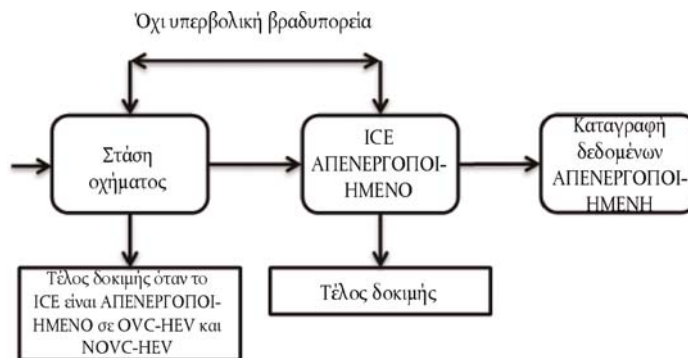 Όχι υπερβολική βραδυπορεία
Στάση
οχήματος
ICE
ΑΠΕΝΕΡΓΟΠΟΙ-
ΗΜΕΝΟ
Καταγραφή
δεδομένων
ΑΠΕΝΕΡΓΟΠΟΙ-
ΗΜΕΝΗ
Τέλος δοκιμής όταν το
ICE είναι ΑΠΕΝΕΡΓΟΠΟΙ-
ΗΜΕΝΟ σε OVC-HEV και
NOVC-HEV
Τέλος δοκιμής